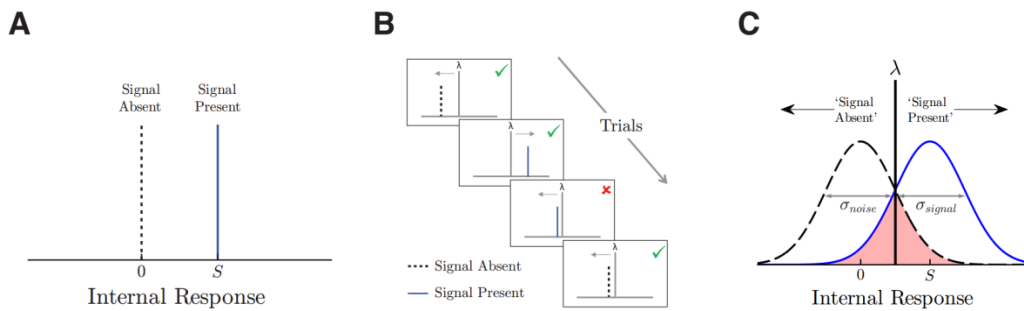 A
Signal
Absent
Signal
Present
0
S
Internal Response
B
λ
λ
λ
λ
Trials
Signal Absent
Signal Present
C
λ
‘Signal
Absent’
‘Signal
Present’
σnoise
σsignal
0
S
Internal Response